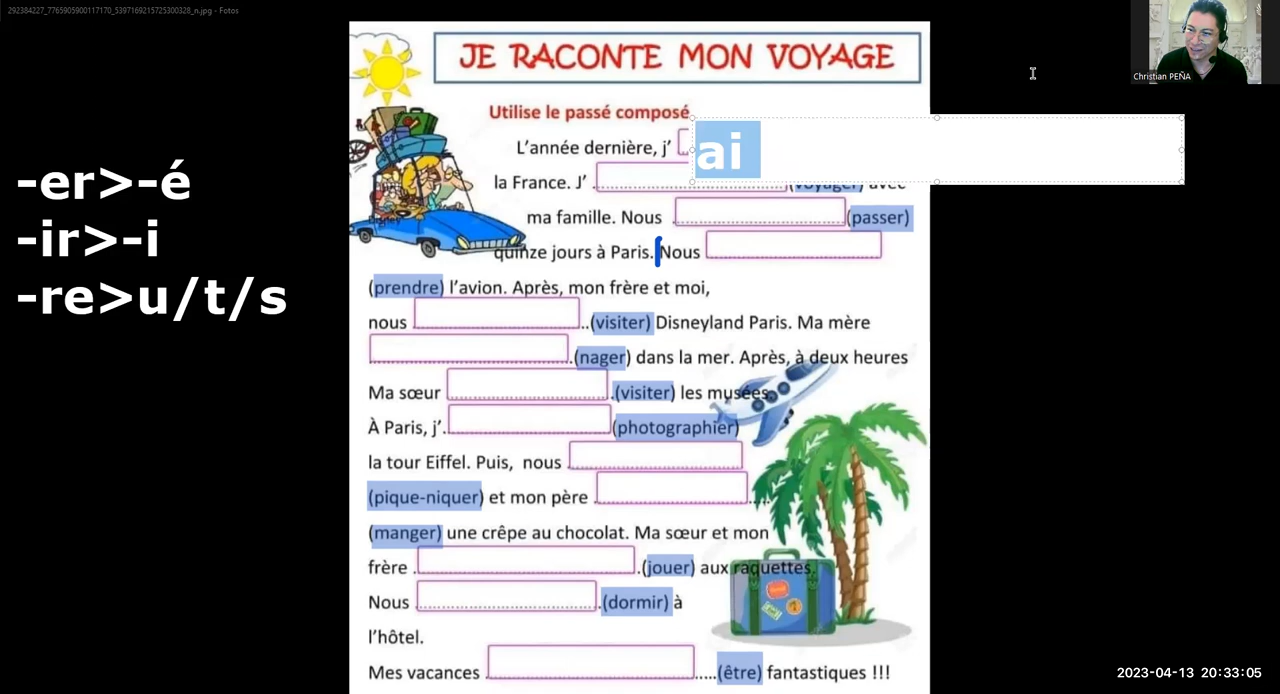 292384227_7765905900117170_5397169215725300328_n.jpg - Fotos
Christian PEÑA
JE RACONTE MON VOYAGE
Utilise le passé composé
L'année dernière, j' ai
la France. J' (voyager) avec
ma famille. Nous (passer)
quinze jours à Paris. Nous
(prendre) l'avion. Après, mon frère et moi,
nous (visiter) Disneyland Paris. Ma mère
(nager) dans la mer. Après, à deux heures
Ma sœur (visiter) les musées.
À Paris, j' (photographier)
la tour Eiffel. Puis, nous
(pique-niquer) et mon père
(manger) une crêpe au chocolat. Ma sœur et mon
frère (jouer) aux raquettes.
Nous (dormir) à
l'hôtel.
Mes vacances (être) fantastiques !!!
-er>-é
-ir>-i
-re>u/t/s
2023-04-13 20:33:05